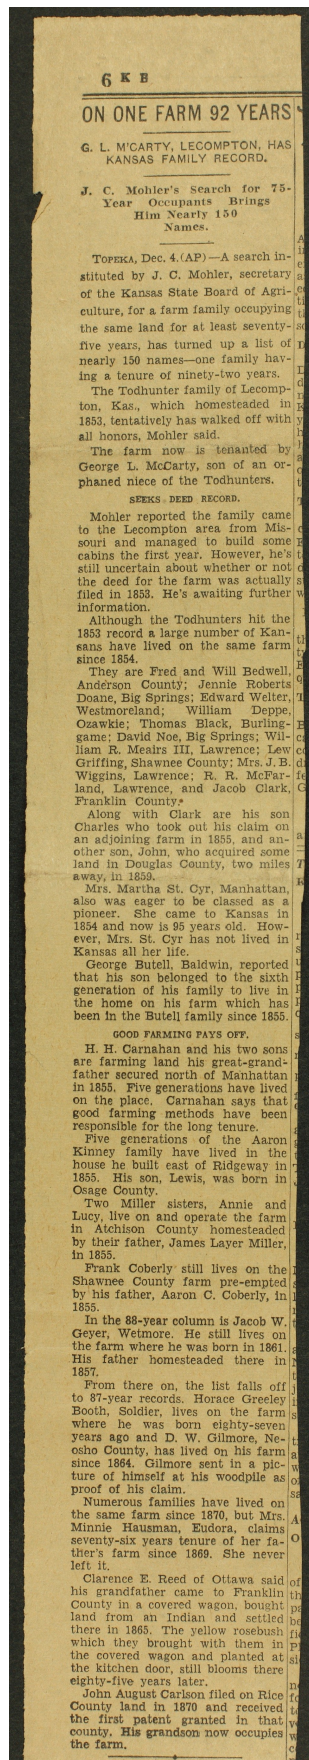 6 K B
ON ONE FARM 92 YEARS
G. L. M'CARTY, LECOMPTON, HAS
KANSAS FAMILY RECORD.
J. C. Mohler's Search for 75-
Year Occupants Brings
Him Nearly 150
Names.
TOPEKA, Dec. 4.(AP)—A search in-
stituted by J. C. Mohler, secretary
of the Kansas State Board of Agri-
culture, for a farm family occupying
the same land for at least seventy-
five years, has turned up a list of
nearly 150 names—one family hav-
ing a tenure of ninety-two years.
The Todhunter family of Lecomp-
ton, Kas., which homesteaded in
1853, tentatively has walked off with
all honors, Mohler said.
The farm now is tenanted by
George L. McCarty, son of an or-
phaned niece of the Todhunters.
SEEKS DEED RECORD.
Mohler reported the family came
to the Lecompton area from Mis-
souri and managed to build some
cabins the first year. However, he's
still uncertain about whether or not
the deed for the farm was actually
filed in 1853. He's awaiting further
information.
Although the Todhunters hit the
1853 record a large number of Kan-
sans have lived on the same farm
since 1854.
They are Fred and Will Bedwell,
Anderson County; Jennie Roberts
Doane, Big Springs; Edward Welter,
Westmoreland; William Deppe,
Ozawkie; Thomas Black, Burling-
game; David Noe, Big Springs; Wil-
liam R. Meairs III, Lawrence; Lew
Griffing, Shawnee County; Mrs. J. B.
Wiggins, Lawrence; R. R. McFar-
land, Lawrence, and Jacob Clark,
Franklin County.
Along with Clark are his son
Charles who took out his claim on
an adjoining farm in 1855, and an-
other son, John, who acquired some
land in Douglas County, two miles
away, in 1859.
Mrs. Martha St. Cyr, Manhattan,
also was eager to be classed as a
pioneer. She came to Kansas in
1854 and now is 95 years old. How-
ever, Mrs. St. Cyr has not lived in
Kansas all her life.
George Butell, Baldwin, reported
that his son belonged to the sixth
generation of his family to live in
the home on his farm which has
been in the Butell family since 1855.
GOOD FARMING PAYS OFF.
H. H. Carnahan and his two sons
are farming land his great-grand-
father secured north of Manhattan
in 1855. Five generations have lived
on the place. Carnahan says that
good farming methods have been
responsible for the long tenure.
Five generations of the Aaron
Kinney family have lived in the
house he built east of Ridgeway in
1855. His son, Lewis, was born in
Osage County.
Two Miller sisters, Annie and
Lucy, live on and operate the farm
in Atchison County homesteaded
by their father, James Layer Miller,
in 1855.
Frank Coberly still lives on the
Shawnee County farm pre-empted
by his father, Aaron C. Coberly, in
1855.
In the 88-year column is Jacob W.
Geyer, Wetmore. He still lives on
the farm where he was born in 1861.
His father homesteaded there in
1857.
From there on, the list falls off
to 87-year records. Horace Greeley
Booth, Soldier, lives on the farm
where he was born eighty-seven
years ago and D. W. Gilmore, Ne-
osho County, has lived on his farm
since 1864. Gilmore sent in a pic-
ture of himself at his woodpile as
proof of his claim.
Numerous families have lived on
the same farm since 1870, but Mrs.
Minnie Hausman, Eudora, claims
seventy-six years tenure of her fa-
ther's farm since 1869. She never
left it.
Clarence E. Reed of Ottawa said
his grandfather came to Franklin
County in a covered wagon, bought
land from an Indian and settled
there in 1865. The yellow rosebush
which they brought with them in
the covered wagon and planted at
the kitchen door, still blooms there
eighty-five years later.
John August Carlson filed on Rice
County land in 1870 and received
the first patent granted in that
county. His grandson now occupies
the farm.